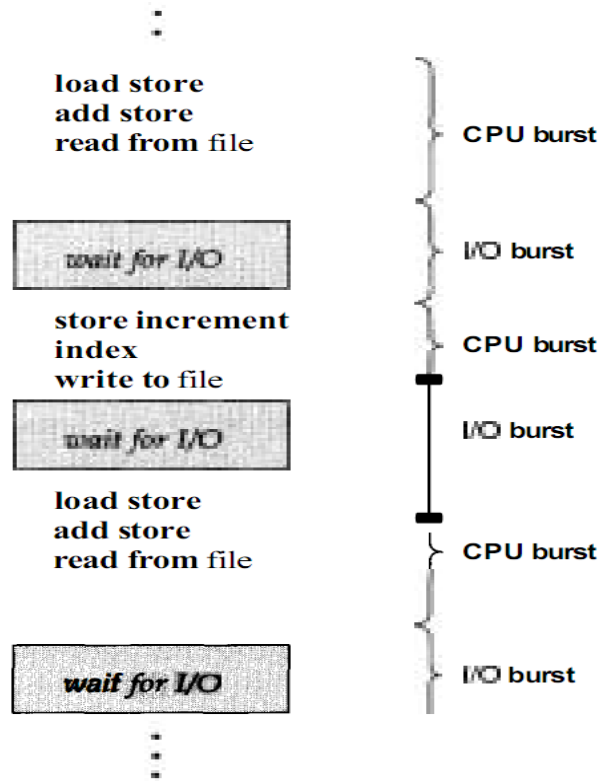 load store
add store
read from file
CPU burst
wait for I/O
I/O burst
store increment
index
write to file
CPU burst
wait for I/O
I/O burst
load store
add store
read from file
CPU burst
waif for I/O
I/O burst